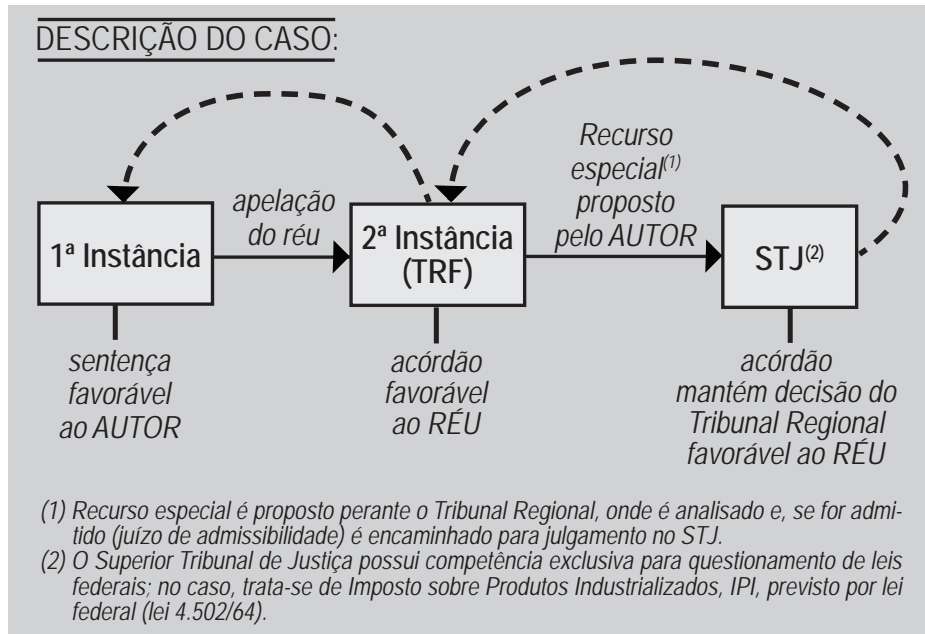 DESCRIÇÃO DO CASO:
1ª Instância
apelação
do réu
2ª Instância
(TRF)
Recurso
especial(1)
proposto
pelo AUTOR
STJ(2)
sentença
favorável
ao AUTOR
acórdão
favorável
ao RÉU
acórdão
mantém decisão do
Tribunal Regional
favorável ao RÉU
(1) Recurso especial é proposto perante o Tribunal Regional, onde é analisado e, se for admi-
tido (juízo de admissibilidade) é encaminhado para julgamento no STJ.
(2) O Superior Tribunal de Justiça possui competência exclusiva para questionamento de leis
federais; no caso, trata-se de Imposto sobre Produtos Industrializados, IPI, previsto por lei
federal (lei 4.502/64).